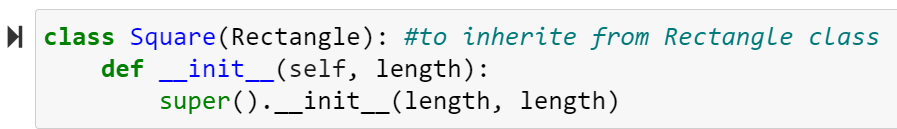 class Square(Rectangle): #to inherite from Rectangle class
    def __init__(self, length):
        super().__init__(length, length)